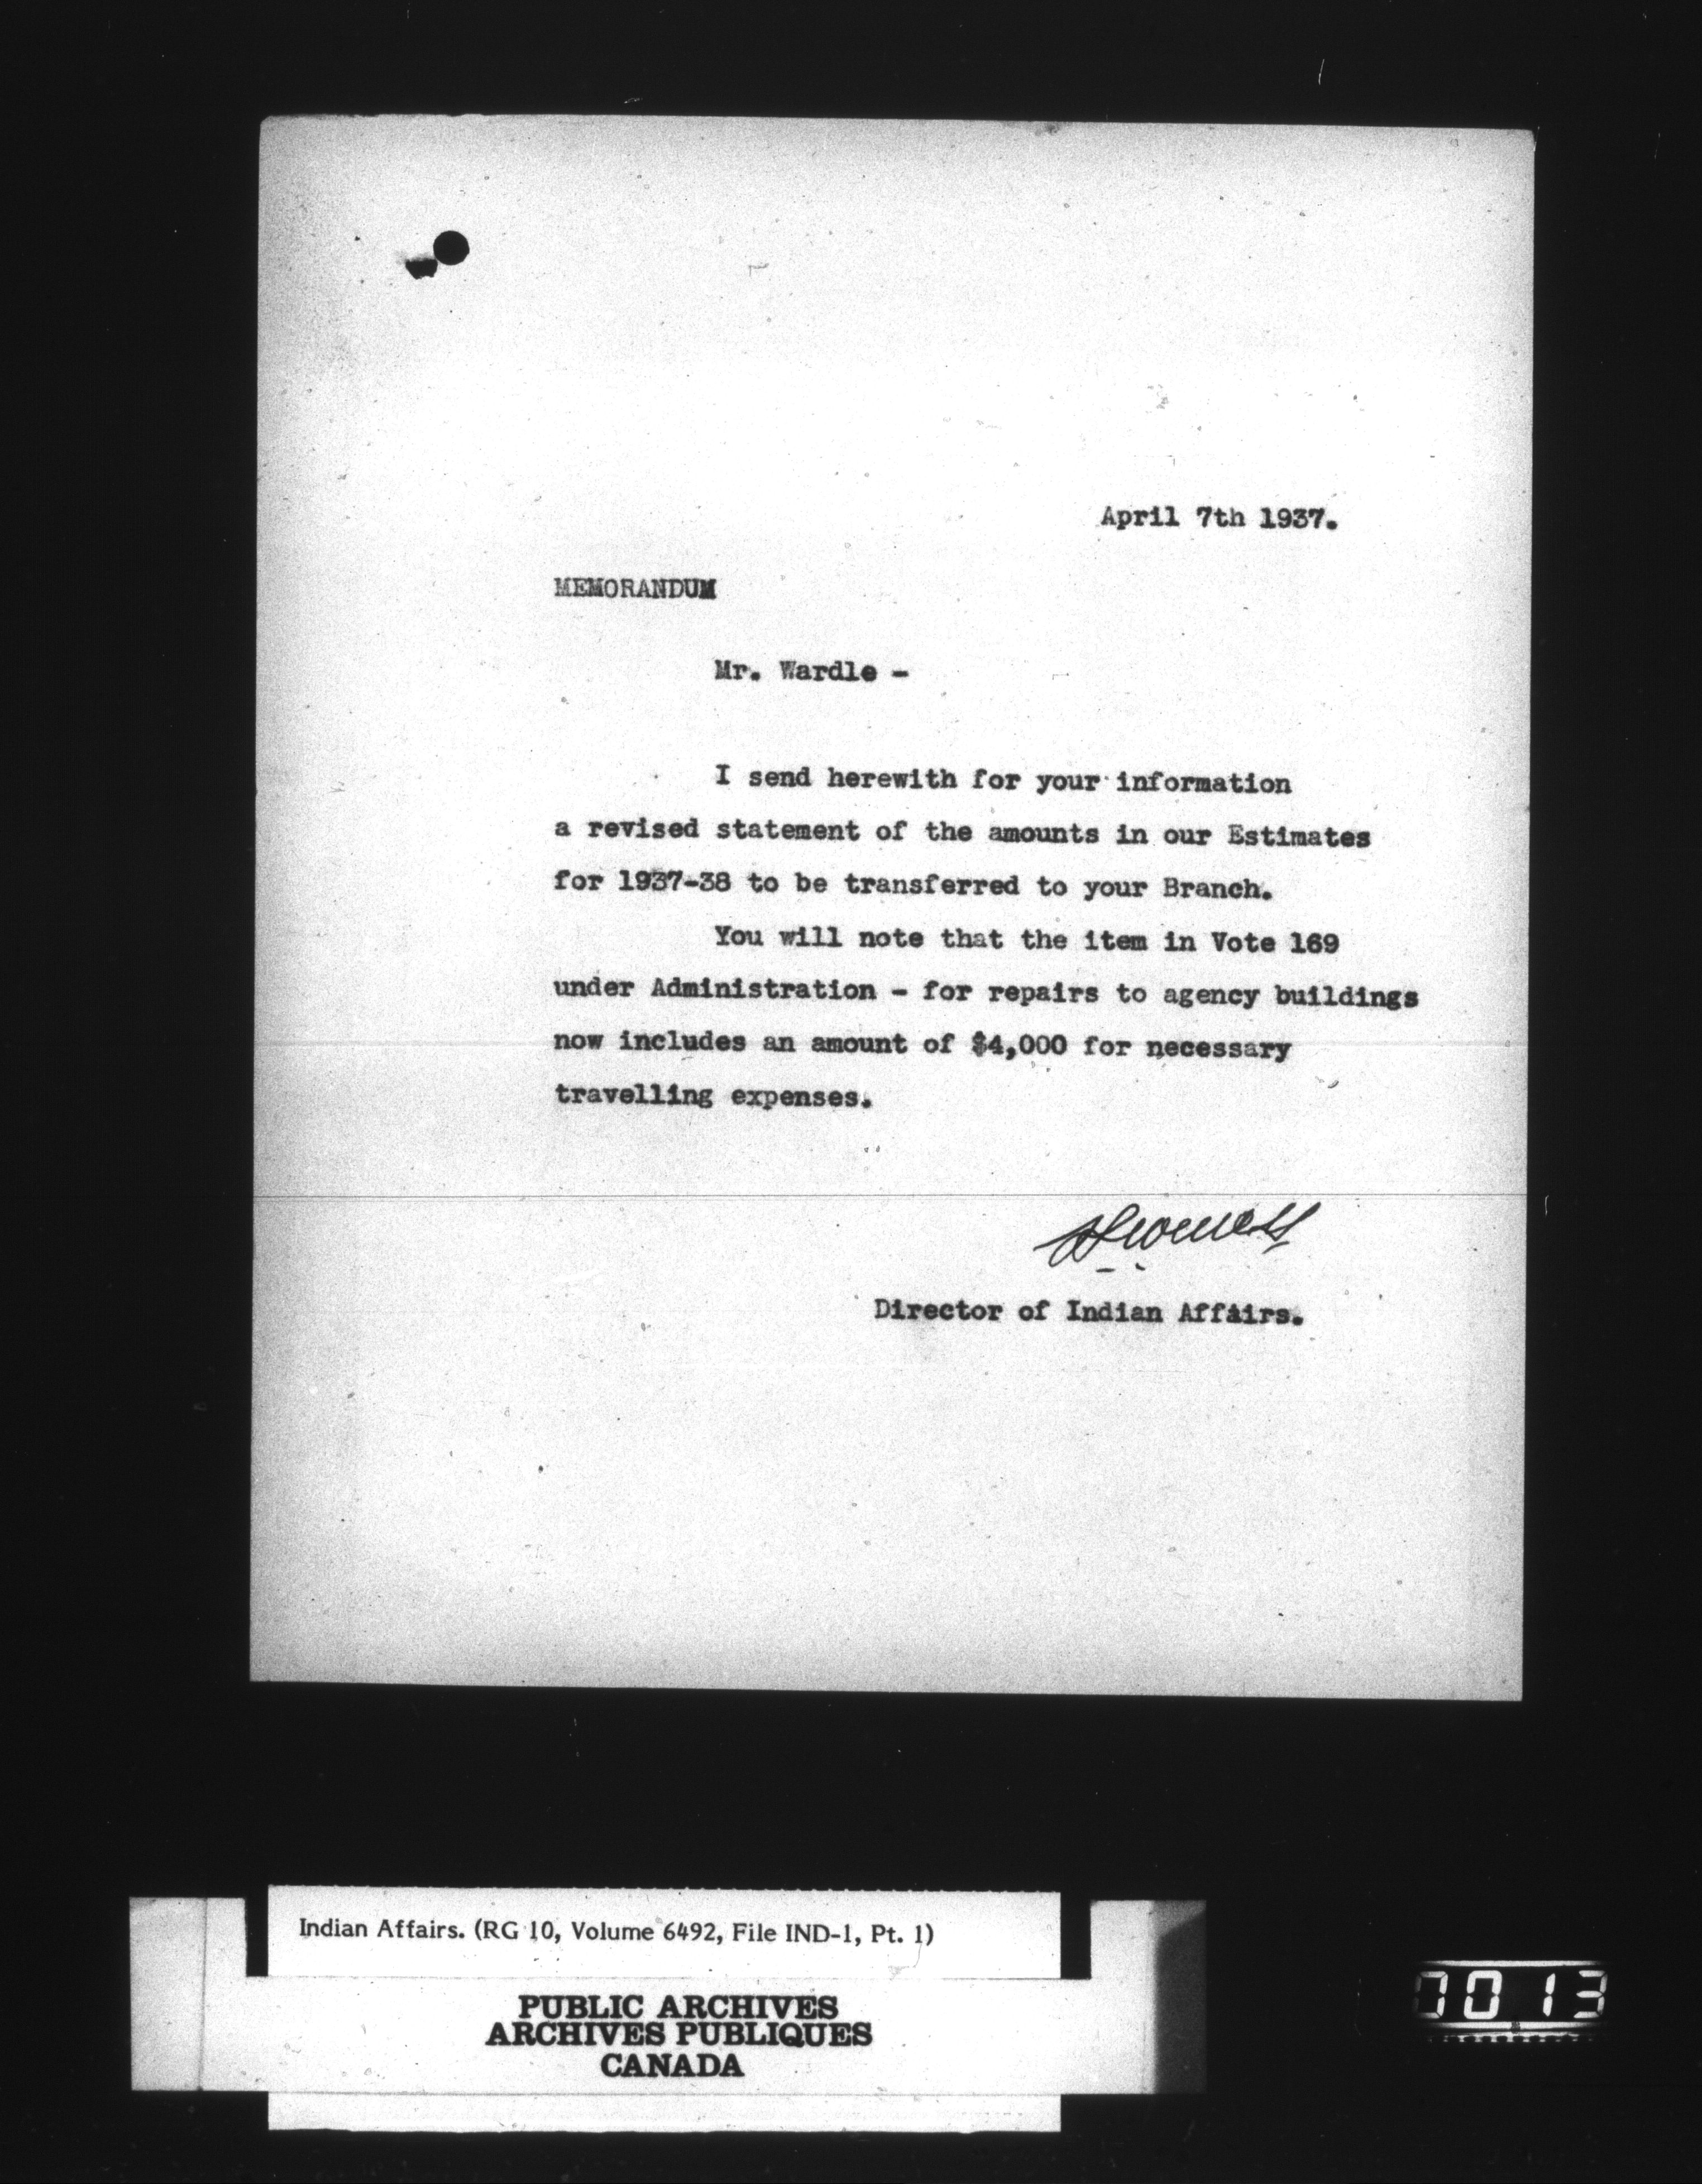 April 7th 1937.
MEMORANDUM
Mr. Wardle -
I send herewith for your information
a revised statement of the amounts in our Estimates
for 1937-38 to be transferred to your Branch.
You will note that the item in Vote 169
under Administration - for repairs to agency buildings
now includes an amount of $4,000 for necessary
travelling expenses.
Director of Indian Affairs.
Indian Affairs. (RG 10, Volume 6492, File IND-1, Pt. 1)
PUBLIC ARCHIVES
ARCHIVES PUBLIQUES
CANADA
0013